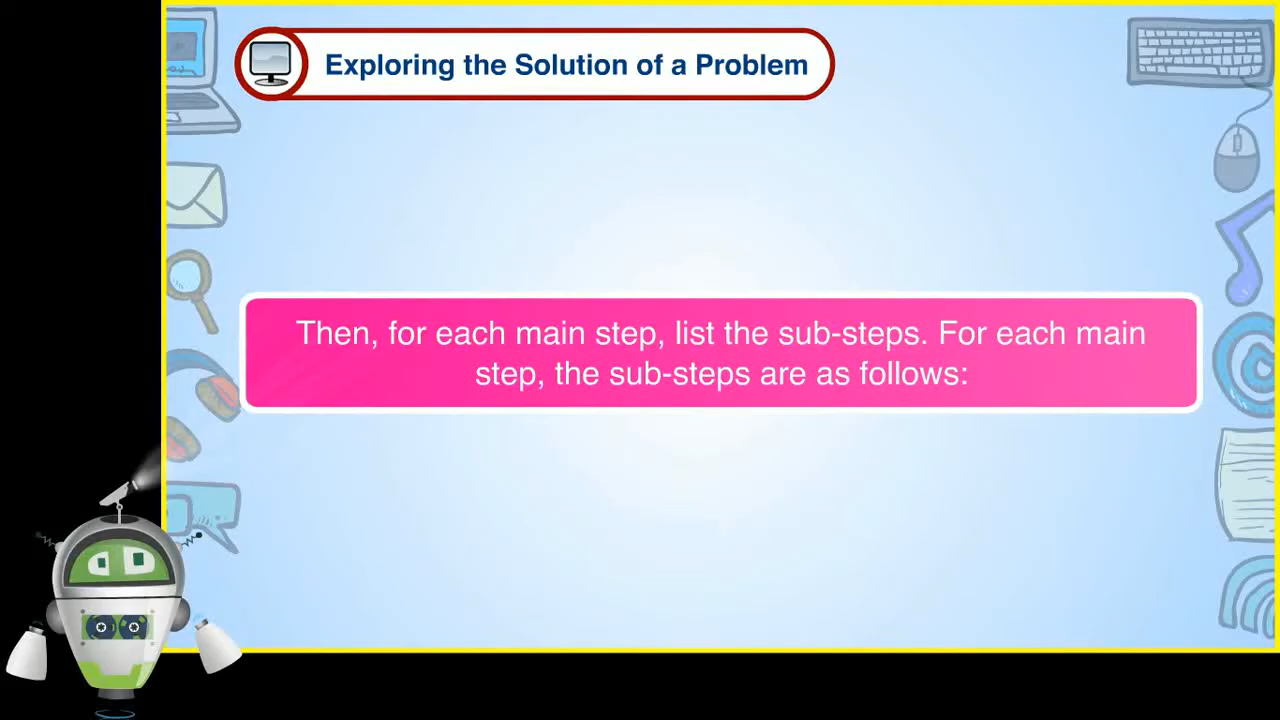 Exploring the Solution of a Problem
Then, for each main step, list the sub-steps. For each main
step, the sub-steps are as follows: